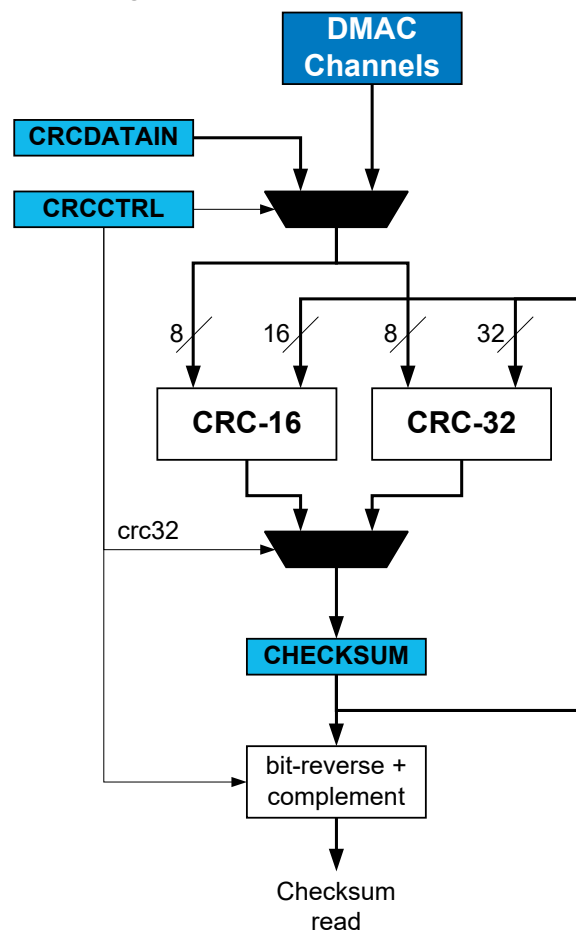 DMAC
Channels
CRCDATAIN
CRCCTRL
8
16
8
32
CRC-16
CRC-32
crc32
CHECKSUM
bit-reverse +
complement
Checksum
read